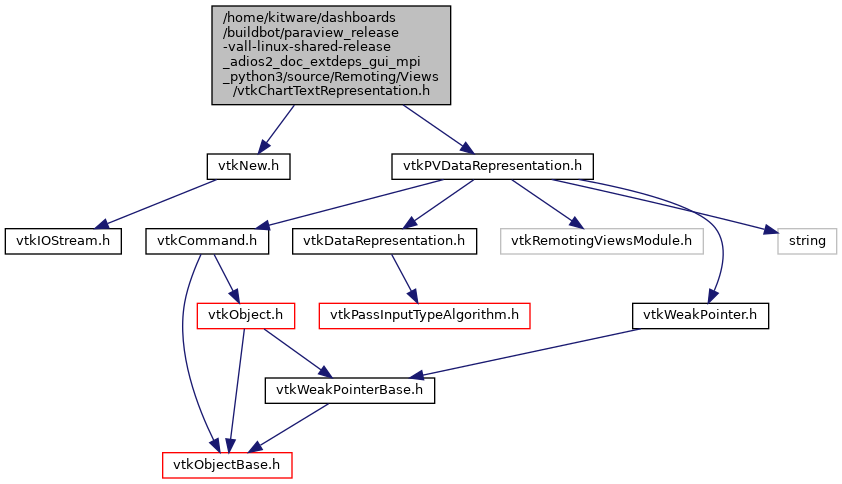 /home/kitware/dashboards
/buildbot/paraview_release
-vall-linux-shared-release
_adios2_doc_extdeps_gui_mpi
_python3/source/Remoting/Views
/vtkChartTextRepresentation.h
vtkNew.h
vtkPVDataRepresentation.h
vtkIOStream.h
vtkCommand.h
vtkDataRepresentation.h
vtkRemotingViewsModule.h
string
vtkObject.h
vtkPassInputTypeAlgorithm.h
vtkWeakPointer.h
vtkWeakPointerBase.h
vtkObjectBase.h